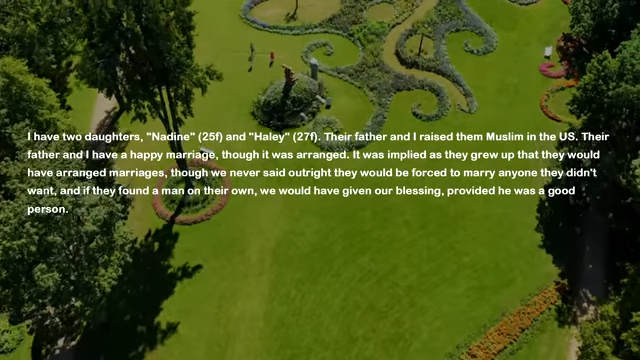 I have two daughters, "Nadine" (25f) and "Haley" (27f). Their father and I raised them Muslim in the US. Their
father and I have a happy marriage, though it was arranged. It was implied as they grew up that they would
have arranged marriages, though we never said outright they would be forced to marry anyone they didn't
want, and if they found a man on their own, we would have given our blessing, provided he was a good
person.